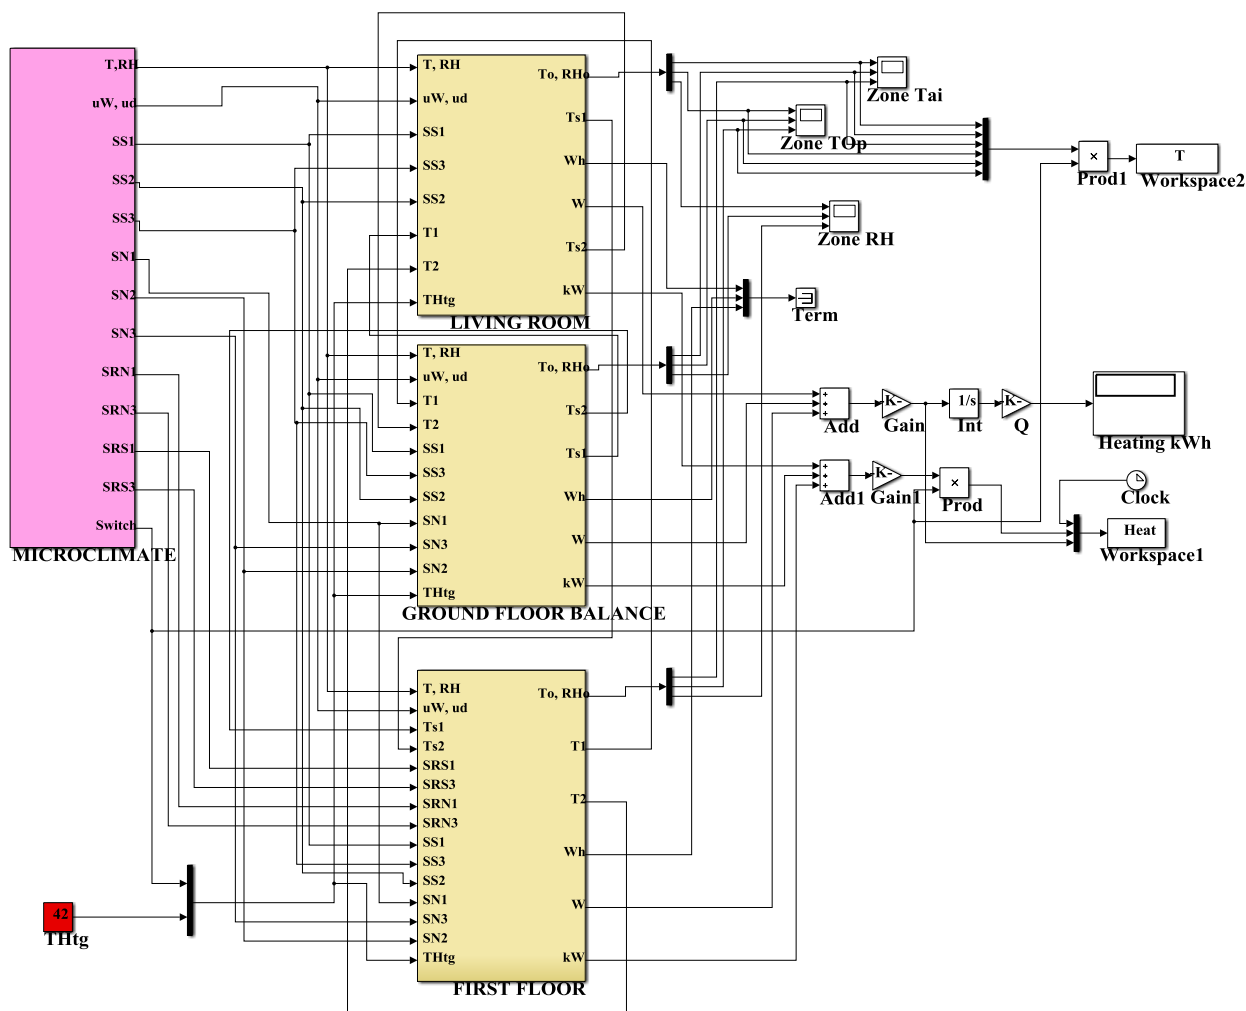 T,RH
uW, ud
SS1
SS2
SS3
SN1
SN2
SN3
SRN1
SRN3
SRS1
SRS3
Switch
MICROCLIMATE
42
THtg
T, RH
uW, ud
SS1
SS3
SS2
T1
T2
THtg
To, RHo
Ts1
Wh
W
Ts2
kW
LIVING ROOM
T, RH
uW, ud
T1
T2
SS1
SS3
SS2
SN1
SN3
SN2
THtg
To, RHo
Ts2
Ts1
Wh
W
kW
GROUND FLOOR BALANCE
T, RH
uW, ud
Ts1
Ts2
SRS1
SRS3
SRN1
SRN3
SS1
SS3
SS2
SN1
SN3
SN2
THtg
To, RHo
T1
T2
Wh
W
kW
FIRST FLOOR
Zone Tai
Zone TOp
Zone RH
Term
×
Prod1
T
Workspace2
+
+
+
Add
K-
Gain
1/s
Int
K-
Q
Heating kWh
+
+
+
Add1
K-
Gain1
×
Prod
Clock
Heat
Workspace1